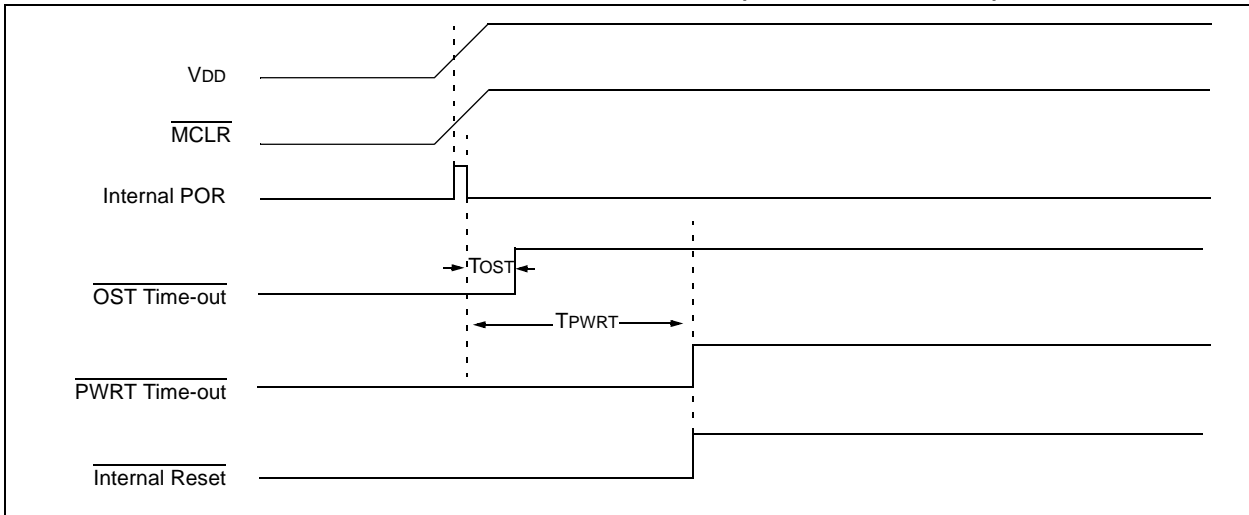 VDD
MCLR
Internal POR
TOST
OST Time-out
TPWRT
PWRT Time-out
Internal Reset